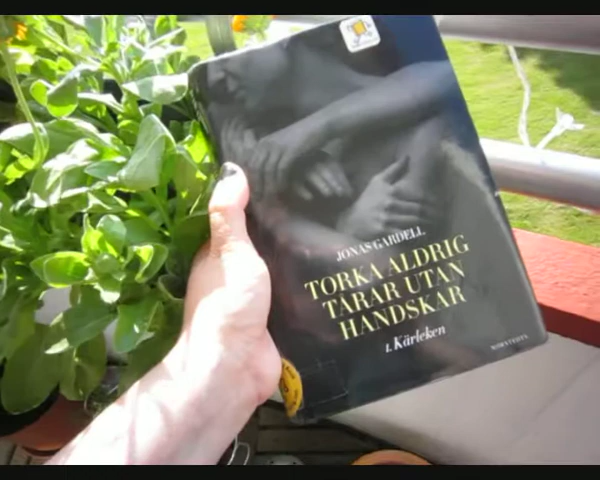 JONAS GARDELL
TORKA ALDRIG
TÅRAR UTAN
HANDSKAR
1. Kärleken
NORSTEDTS